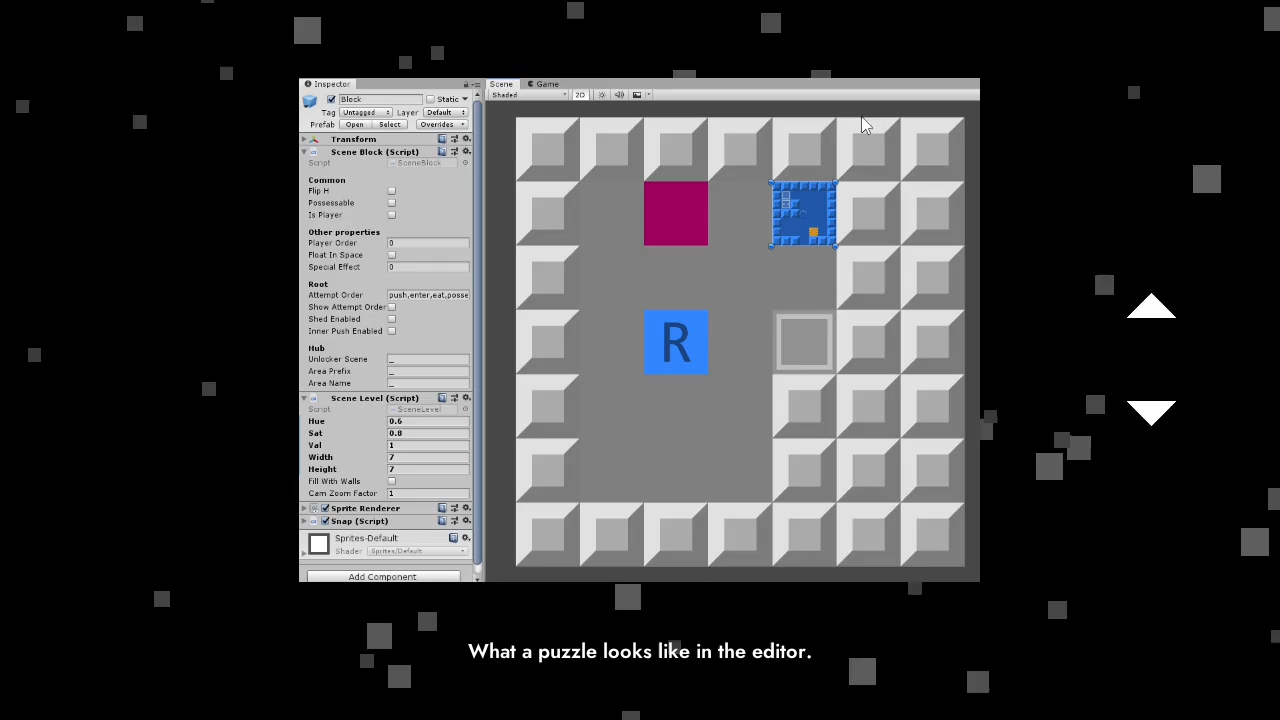 Inspector
Scene Game
Shaded 2D
Block Static
Tag Untagged Layer Default
Prefab Open Select Overrides
Transform
Scene Block (Script)
Script SceneBlock
Common
Flip H
Possessable
Is Player
Other properties
Player Order 0
Float In Space
Special Effect 0
Root
Attempt Order push,enter,eat,posse
Show Attempt Order
Shed Enabled
Inner Push Enabled
Hub
Unlocker Scene _
Area Prefix _
Area Name _
Scene Level (Script)
Script SceneLevel
Hue 0.6
Sat 0.8
Val 1
Width 7
Height 7
Fill With Walls
Cam Zoom Factor 1
Sprite Renderer
Snap (Script)
Sprites-Default
Shader Sprites/Default
Add Component
R
What a puzzle looks like in the editor.